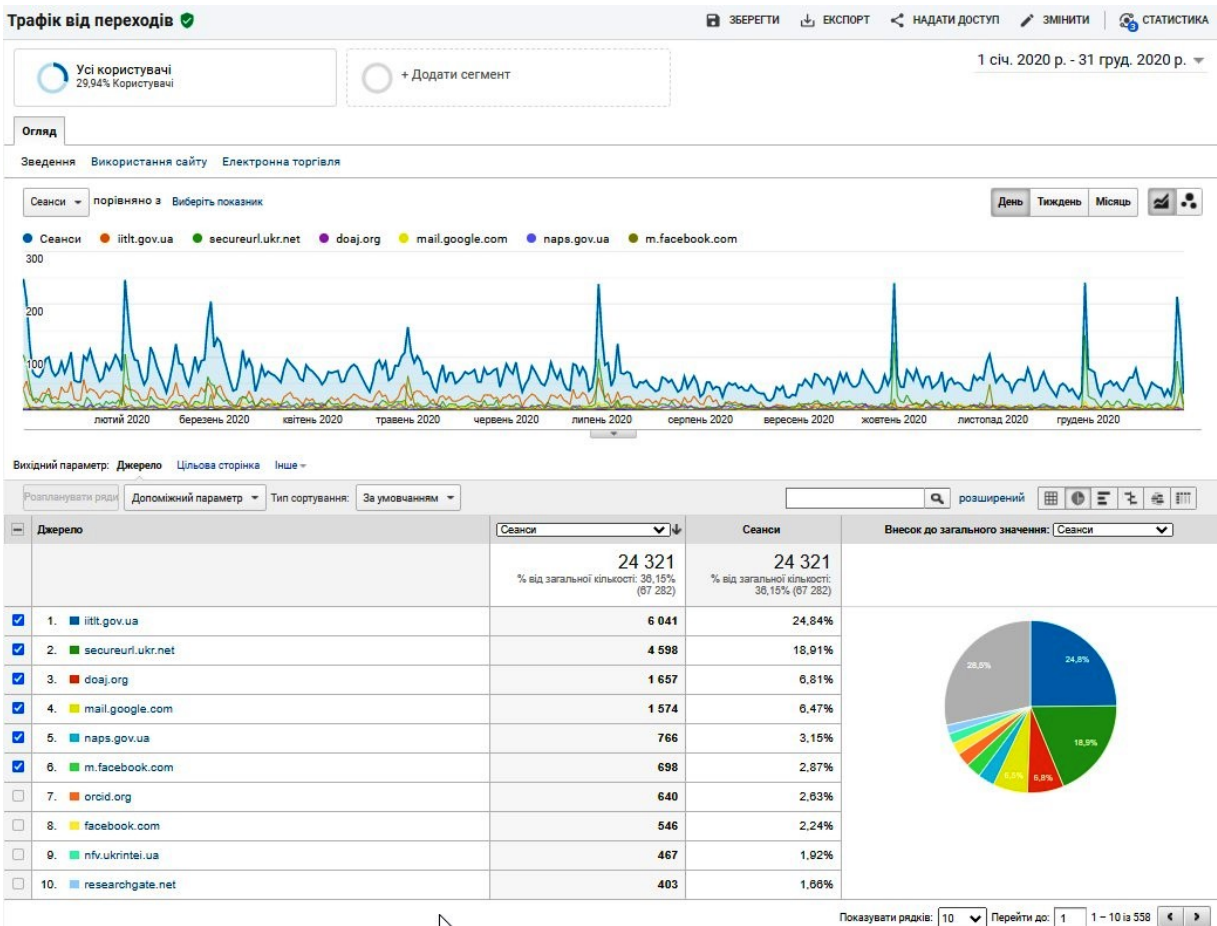 Трафік від переходів
ЗБЕРЕГТИ ЕКСПОРТ НАДАТИ ДОСТУП ЗМІНИТИ СТАТИСТИКА
3
Усі користувачі
29,94% Користувачі
+ Додати сегмент
1 січ. 2020 р. - 31 груд. 2020 р.
Огляд
Зведення Використання сайту Електронна торгівля
Сеанси порівняно з Виберіть показник
День Тиждень Місяць
Сеанси iitlt.gov.ua secureurl.ukr.net doaj.org mail.google.com naps.gov.ua m.facebook.com
300
200
100
лютий 2020 березень 2020 квітень 2020 травень 2020 червень 2020 липень 2020 серпень 2020 вересень 2020 жовтень 2020 листопад 2020 грудень 2020
Вихідний параметр: Джерело Цільова сторінка Інше
Розпланувати ряди Допоміжний параметр Тип сортування: За умовчанням розширений
Джерело Сеанси Сеанси Внесок до загального значення: Сеанси
24 321 24 321
% від загальної кількості: 36,15% (67 282) % від загальної кількості: 36,15% (67 282)
1. iitlt.gov.ua 6 041 24,84%
2. secureurl.ukr.net 4 598 18,91%
3. doaj.org 1 657 6,81%
4. mail.google.com 1 574 6,47%
5. naps.gov.ua 766 3,15%
6. m.facebook.com 698 2,87%
7. orcid.org 640 2,63%
8. facebook.com 546 2,24%
9. nfv.ukrintei.ua 467 1,92%
10. researchgate.net 403 1,66%
28,5% 24,8%
18,9%
6,8%
Показувати рядків: 10 Перейти до: 1 1 – 10 із 558